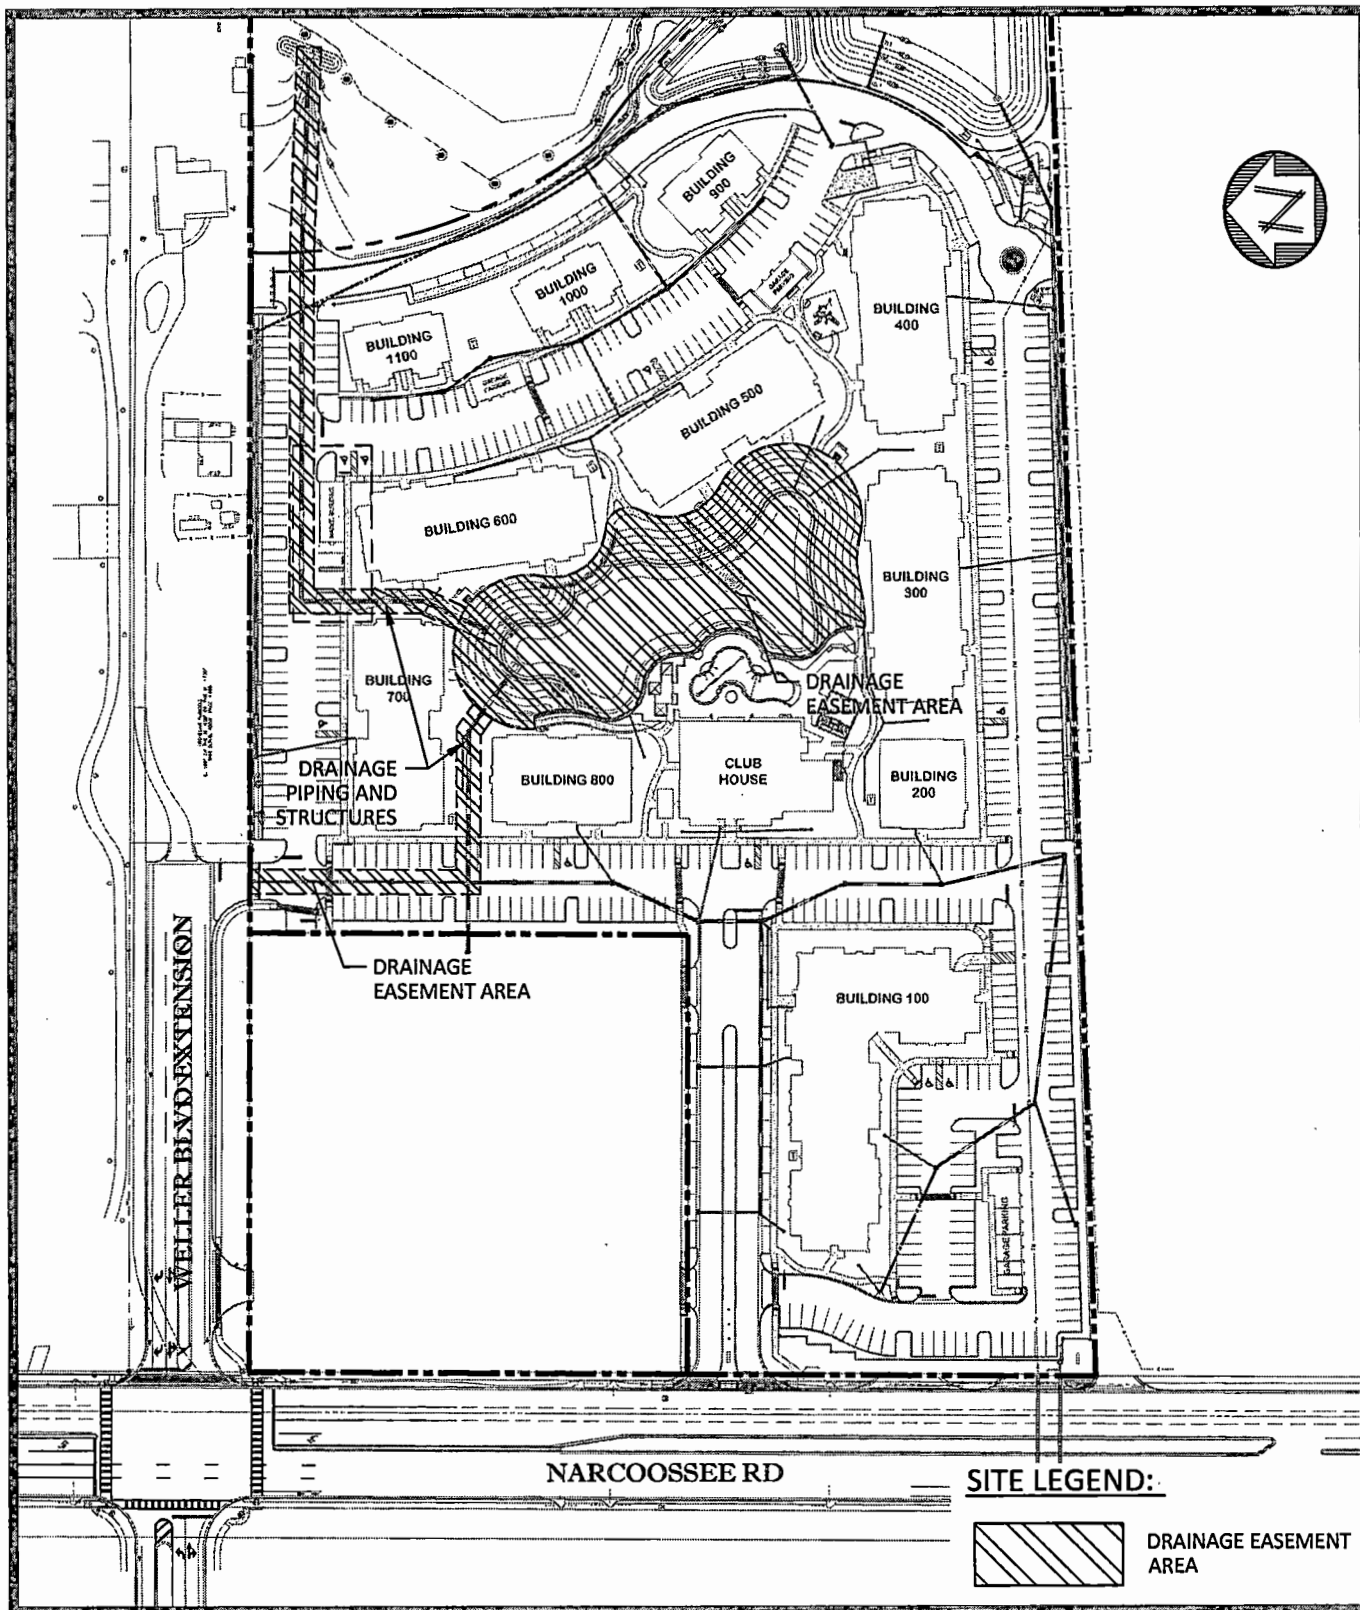 BUILDING
900
BUILDING
1000
BUILDING
400
BUILDING
1100
GARAGE
PARKING
BUILDING 500
BUILDING 600
BUILDING
300
BUILDING
700
DRAINAGE
EASEMENT AREA
DRAINAGE
PIPING AND
STRUCTURES
BUILDING 800
CLUB
HOUSE
BUILDING
200
DRAINAGE
EASEMENT AREA
BUILDING 100
WELLER BLVD EXTENSION
GARAGE PARKING
NARCOOSSEE RD
SITE LEGEND:
DRAINAGE EASEMENT
AREA
N